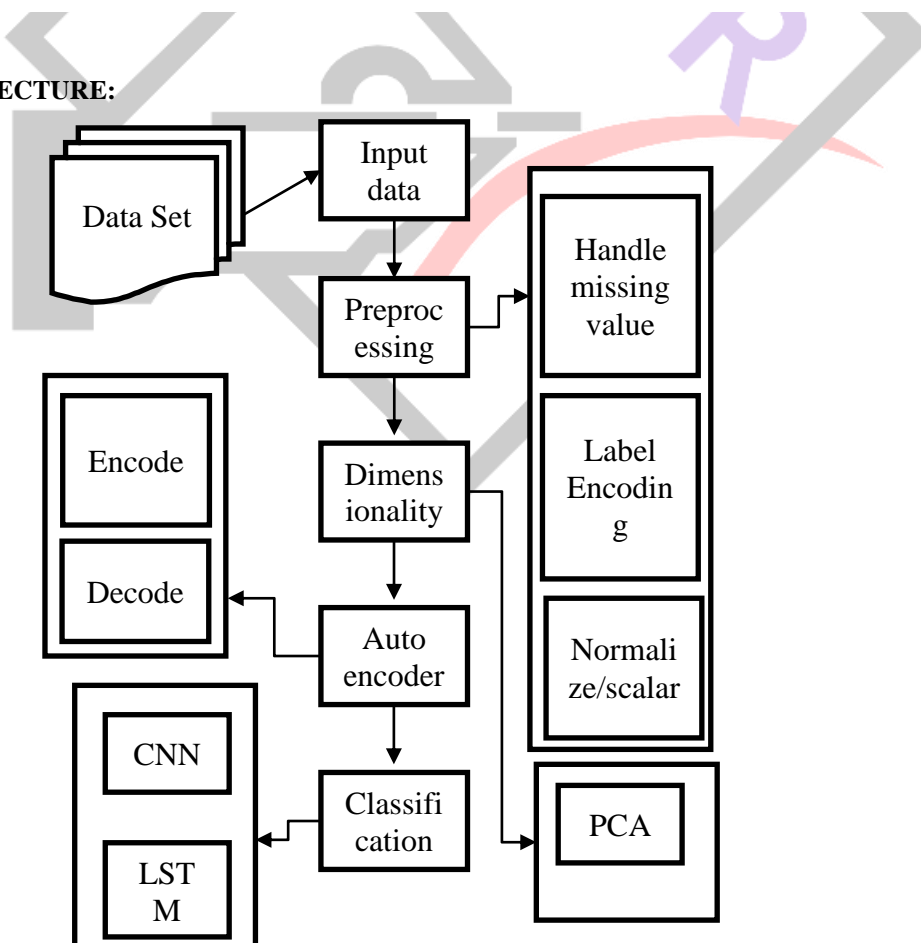 ECTURE:
Data Set
Input
data
Preproc
essing
Handle
missing
value
Label
Encodin
g
Normali
ze/scalar
Dimens
ionality
PCA
Auto
encoder
Encode
Decode
Classifi
cation
CNN
LST
M
R